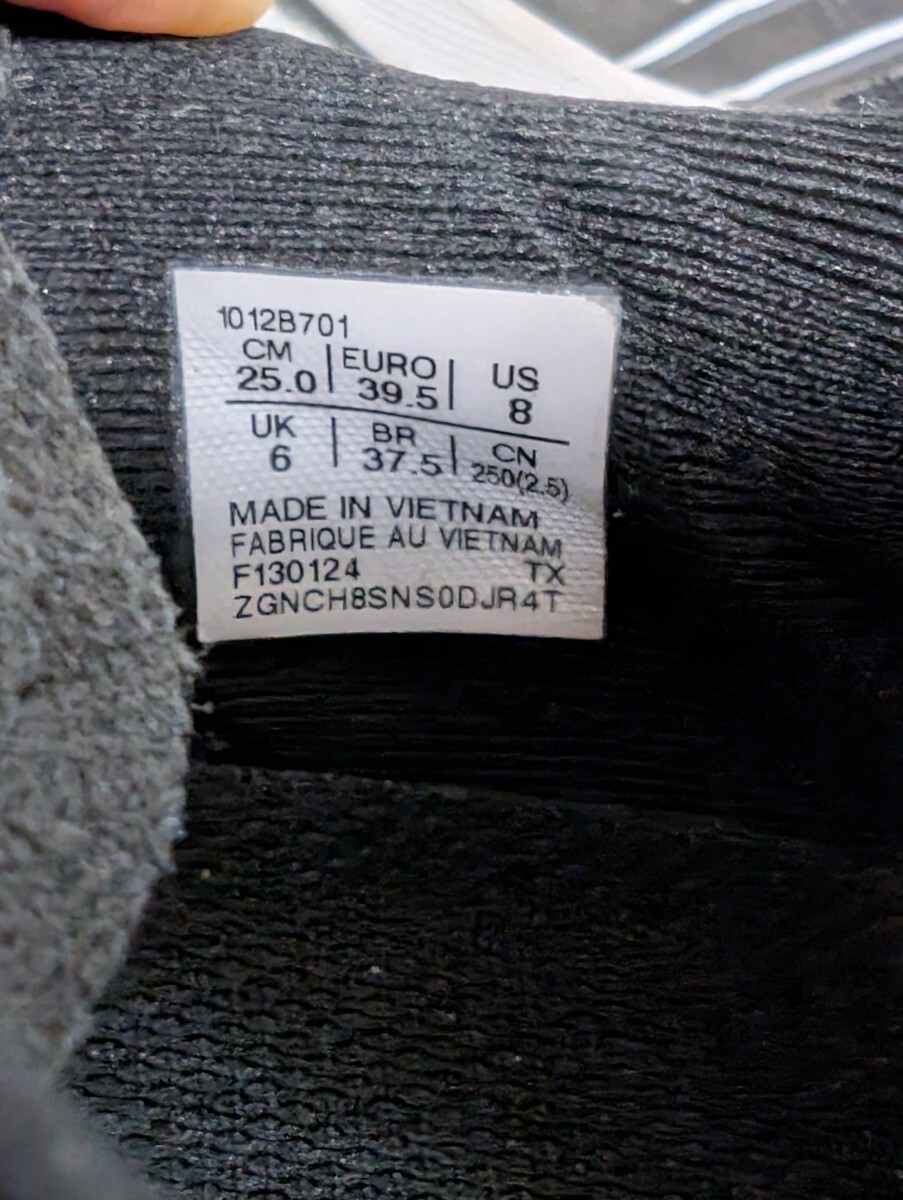 1012B701
CM | EURO | US
25.0 | 39.5 | 8
UK | BR | CN
6 | 37.5 | 250(2.5)
MADE IN VIETNAM
FABRIQUE AU VIETNAM
F130124 TX
ZGNCH8SNS0DJR4T